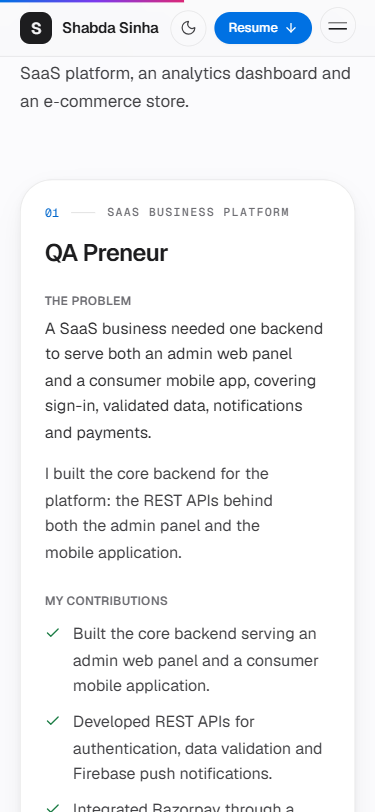 S Shabda Sinha Resume ↓
SaaS platform, an analytics dashboard and
an e-commerce store.
01 SAAS BUSINESS PLATFORM
QA Preneur
THE PROBLEM
A SaaS business needed one backend
to serve both an admin web panel
and a consumer mobile app, covering
sign-in, validated data, notifications
and payments.
I built the core backend for the
platform: the REST APIs behind
both the admin panel and the
mobile application.
MY CONTRIBUTIONS
Built the core backend serving an
admin web panel and a consumer
mobile application.
Developed REST APIs for
authentication, data validation and
Firebase push notifications.
Integrated Razorpay through a